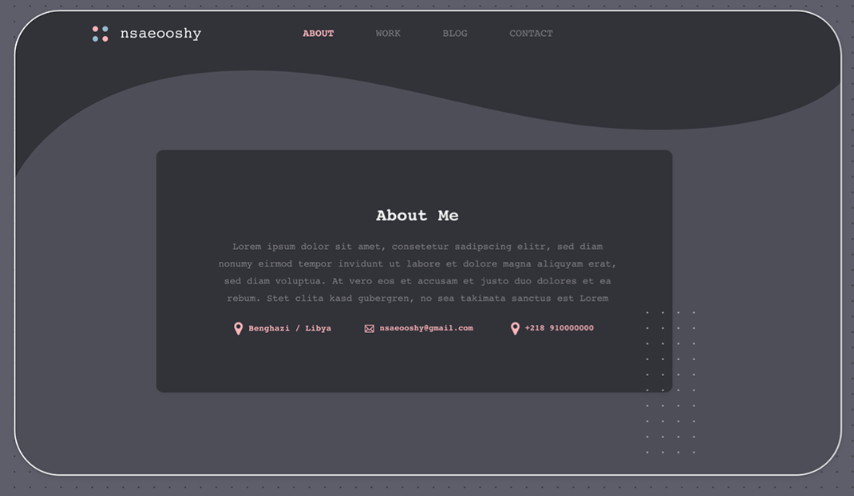 nsaeooshy
ABOUT WORK BLOG CONTACT
About Me
Lorem ipsum dolor sit amet, consetetur sadipscing elitr, sed diam
nonumy eirmod tempor invidunt ut labore et dolore magna aliquyam erat,
sed diam voluptua. At vero eos et accusam et justo duo dolores et ea
rebum. Stet clita kasd gubergren, no sea takimata sanctus est Lorem
Benghazi / Libya nsaeooshy@gmail.com +218 910000000